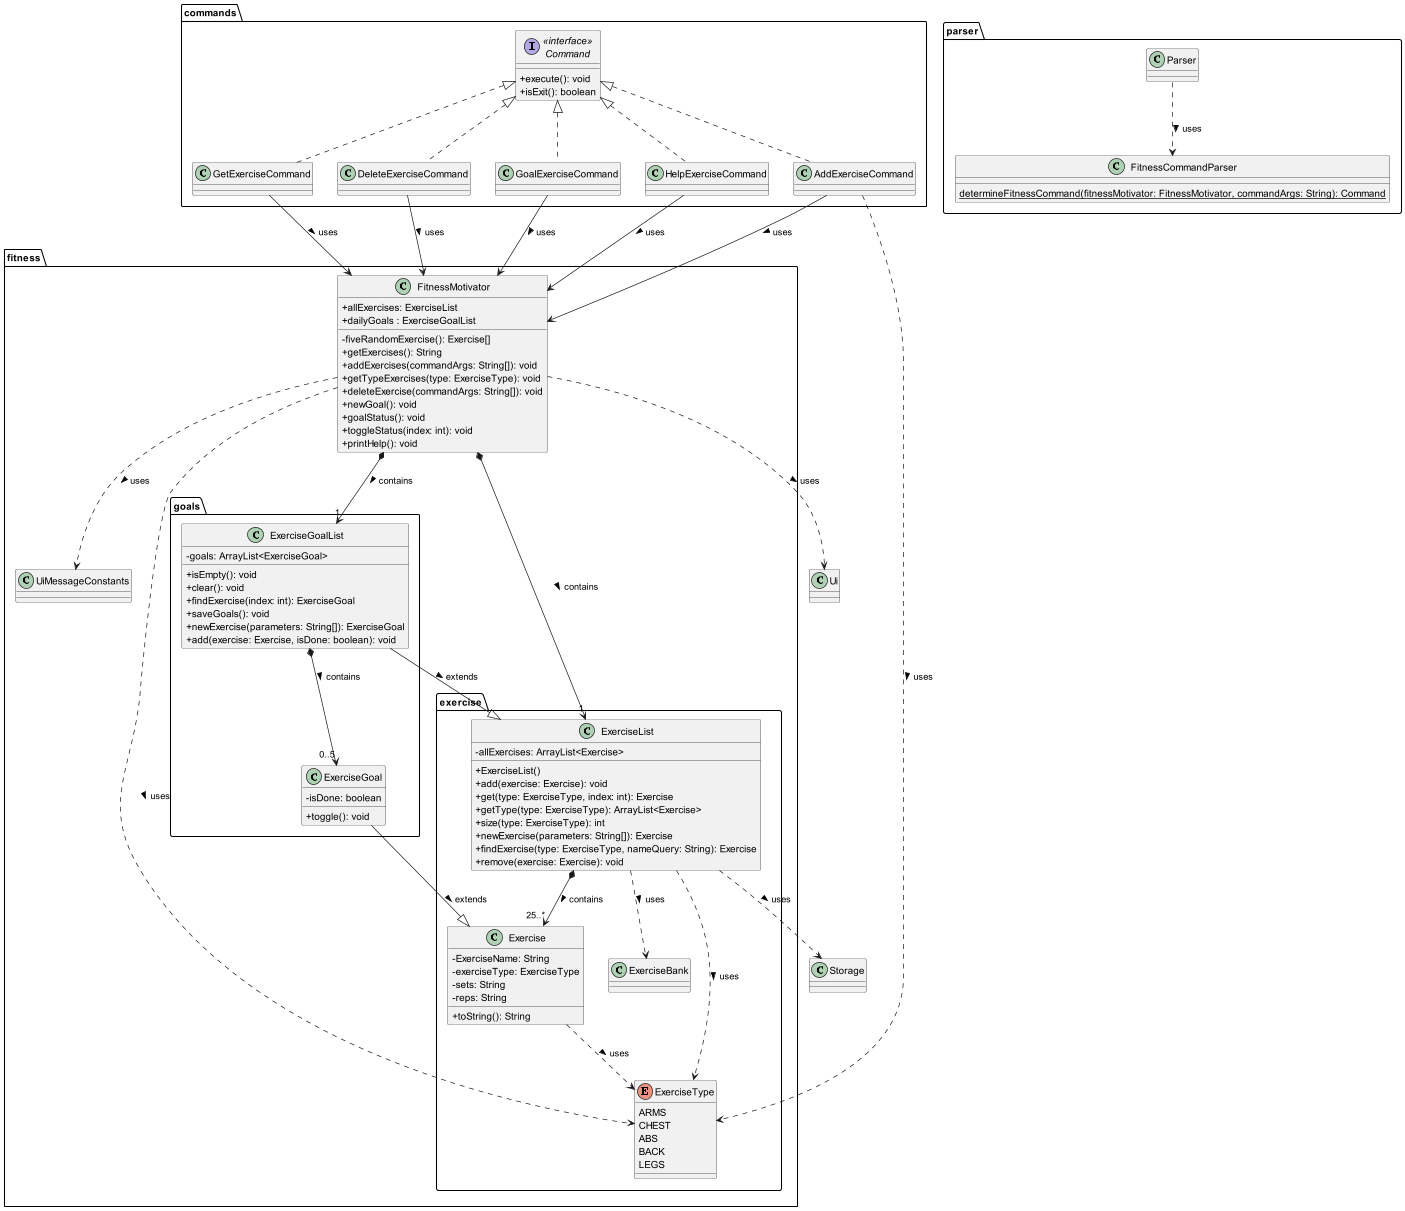 commands
parser
I
«interface»
Command
+execute(): void
+isExit(): boolean
C Parser
uses
C GetExerciseCommand
C DeleteExerciseCommand
C GoalExerciseCommand
C HelpExerciseCommand
C AddExerciseCommand
C FitnessCommandParser
determineFitnessCommand(fitnessMotivator: FitnessMotivator, commandArgs: String): Command
uses
uses
uses
uses
uses
fitness
C FitnessMotivator
+allExercises: ExerciseList
+dailyGoals : ExerciseGoalList
-fiveRandomExercise(): Exercise[]
+getExercises(): String
+addExercises(commandArgs: String[]): void
+getTypeExercises(type: ExerciseType): void
+deleteExercise(commandArgs: String[]): void
+newGoal(): void
+goalStatus(): void
+toggleStatus(index: int): void
+printHelp(): void
uses
contains
uses
goals
1
C ExerciseGoalList
-goals: ArrayList<ExerciseGoal>
+isEmpty(): void
+clear(): void
+findExercise(index: int): ExerciseGoal
+saveGoals(): void
+newExercise(parameters: String[]): ExerciseGoal
+add(exercise: Exercise, isDone: boolean): void
C UiMessageConstants
contains
C Ui
contains
extends
uses
exercise
1
C ExerciseList
-allExercises: ArrayList<Exercise>
+ExerciseList()
+add(exercise: Exercise): void
+get(type: ExerciseType, index: int): Exercise
+getType(type: ExerciseType): ArrayList<Exercise>
+size(type: ExerciseType): int
+newExercise(parameters: String[]): Exercise
+findExercise(type: ExerciseType, nameQuery: String): Exercise
+remove(exercise: Exercise): void
0..5
C ExerciseGoal
-isDone: boolean
+toggle(): void
uses
extends
contains
uses
uses
25..*
C Exercise
-ExerciseName: String
-exerciseType: ExerciseType
-sets: String
-reps: String
+toString(): String
C ExerciseBank
uses
C Storage
uses
E ExerciseType
ARMS
CHEST
ABS
BACK
LEGS